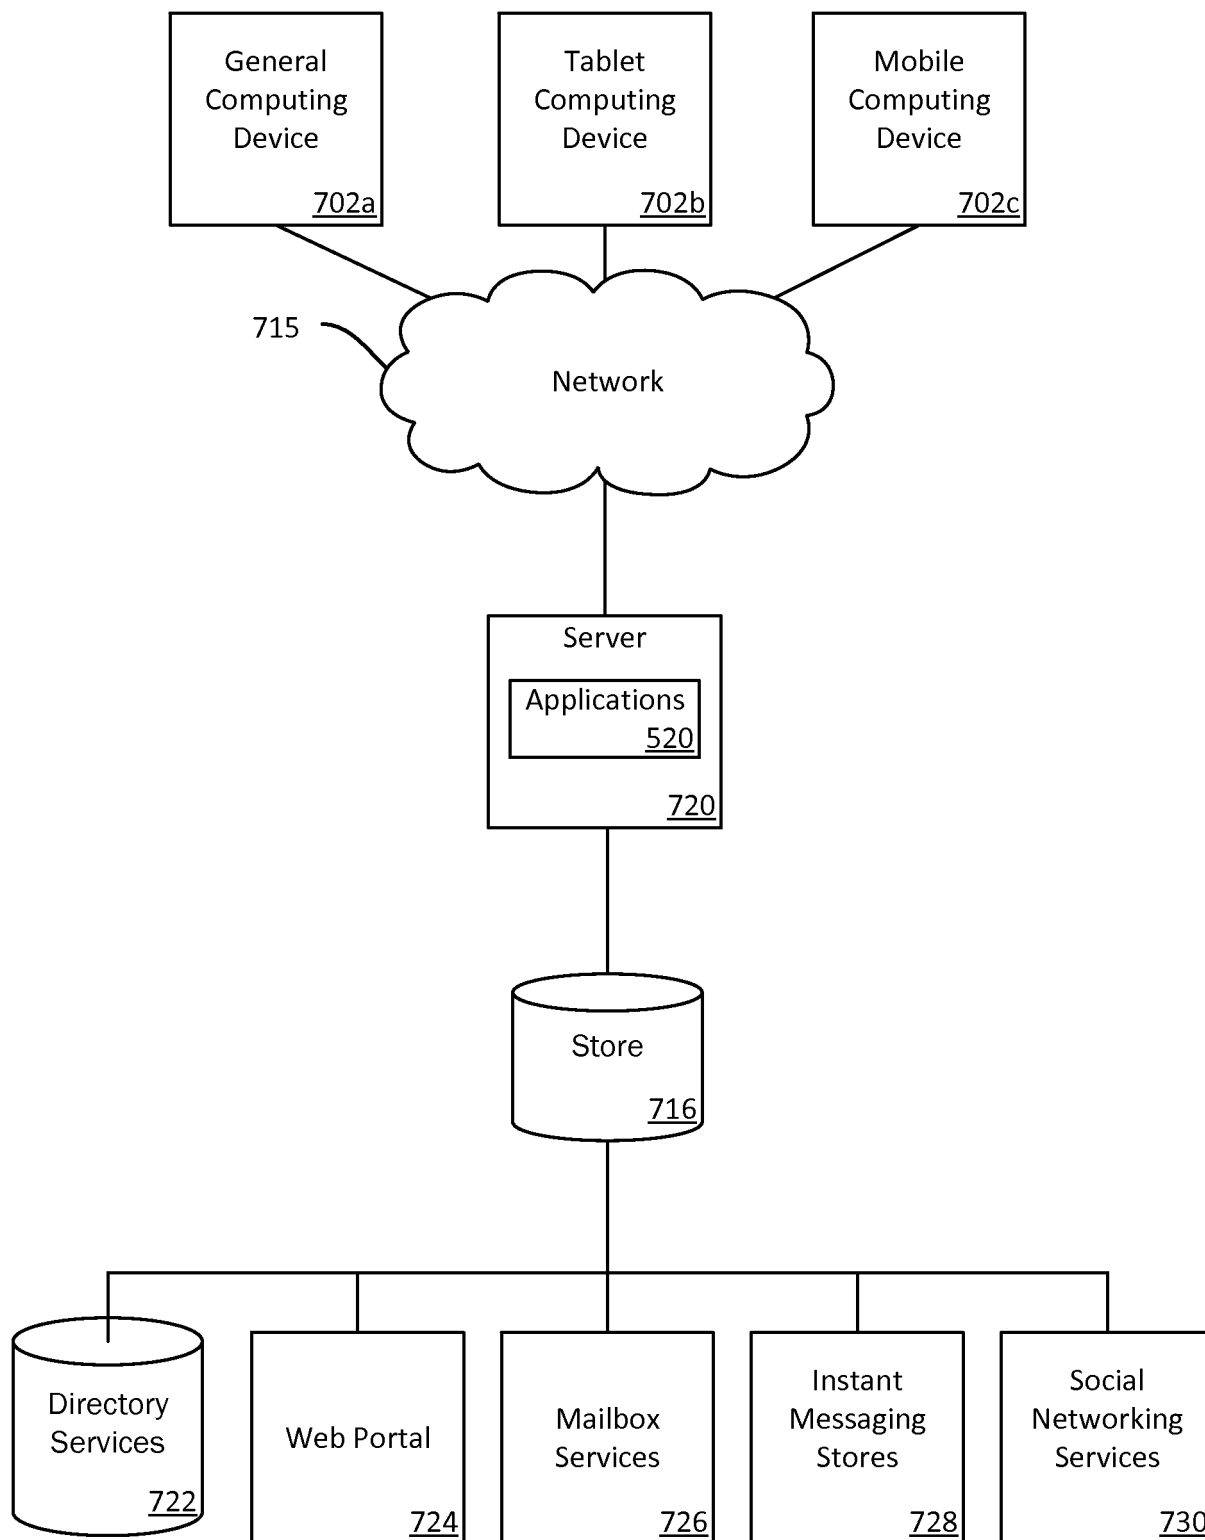 General
Computing
Device
702a
Tablet
Computing
Device
702b
Mobile
Computing
Device
702c
715
Network
Server
Applications
520
720
Store
716
Directory
Services
722
Web Portal
724
Mailbox
Services
726
Instant
Messaging
Stores
728
Social
Networking
Services
730